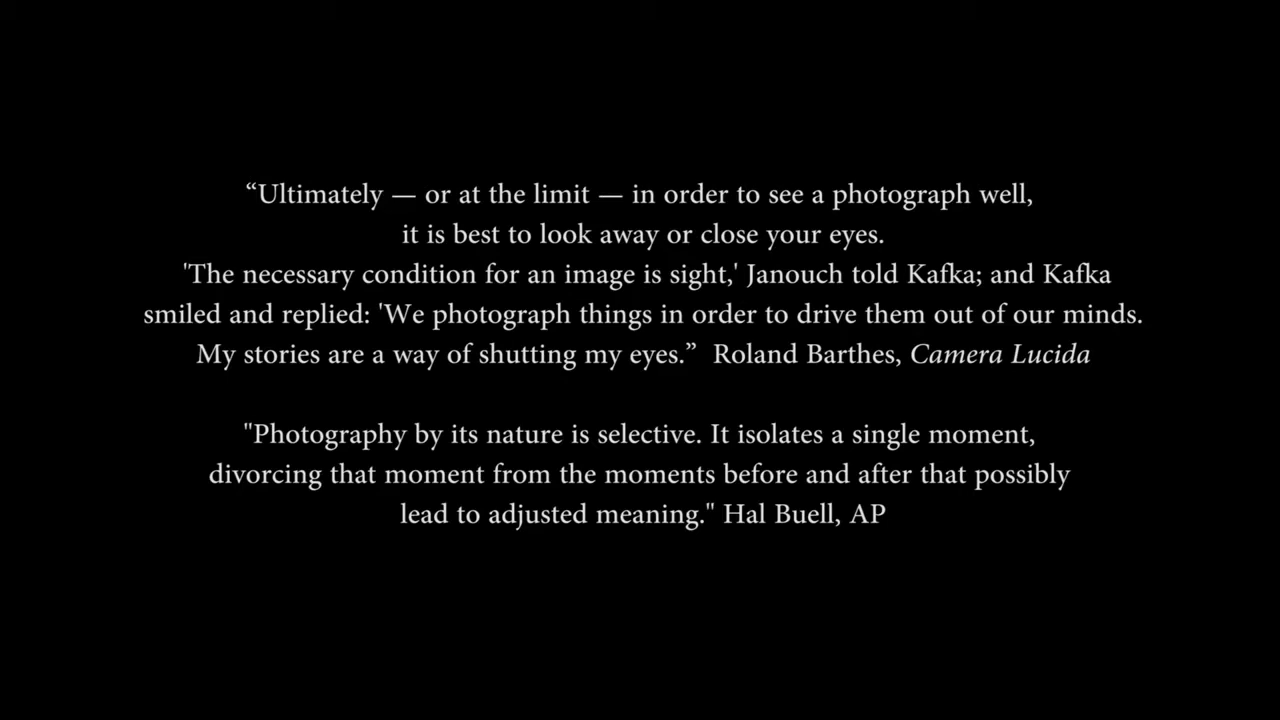 “Ultimately — or at the limit — in order to see a photograph well,
it is best to look away or close your eyes.
'The necessary condition for an image is sight,' Janouch told Kafka; and Kafka
smiled and replied: 'We photograph things in order to drive them out of our minds.
My stories are a way of shutting my eyes.”  Roland Barthes, Camera Lucida
"Photography by its nature is selective. It isolates a single moment,
divorcing that moment from the moments before and after that possibly
lead to adjusted meaning." Hal Buell, AP